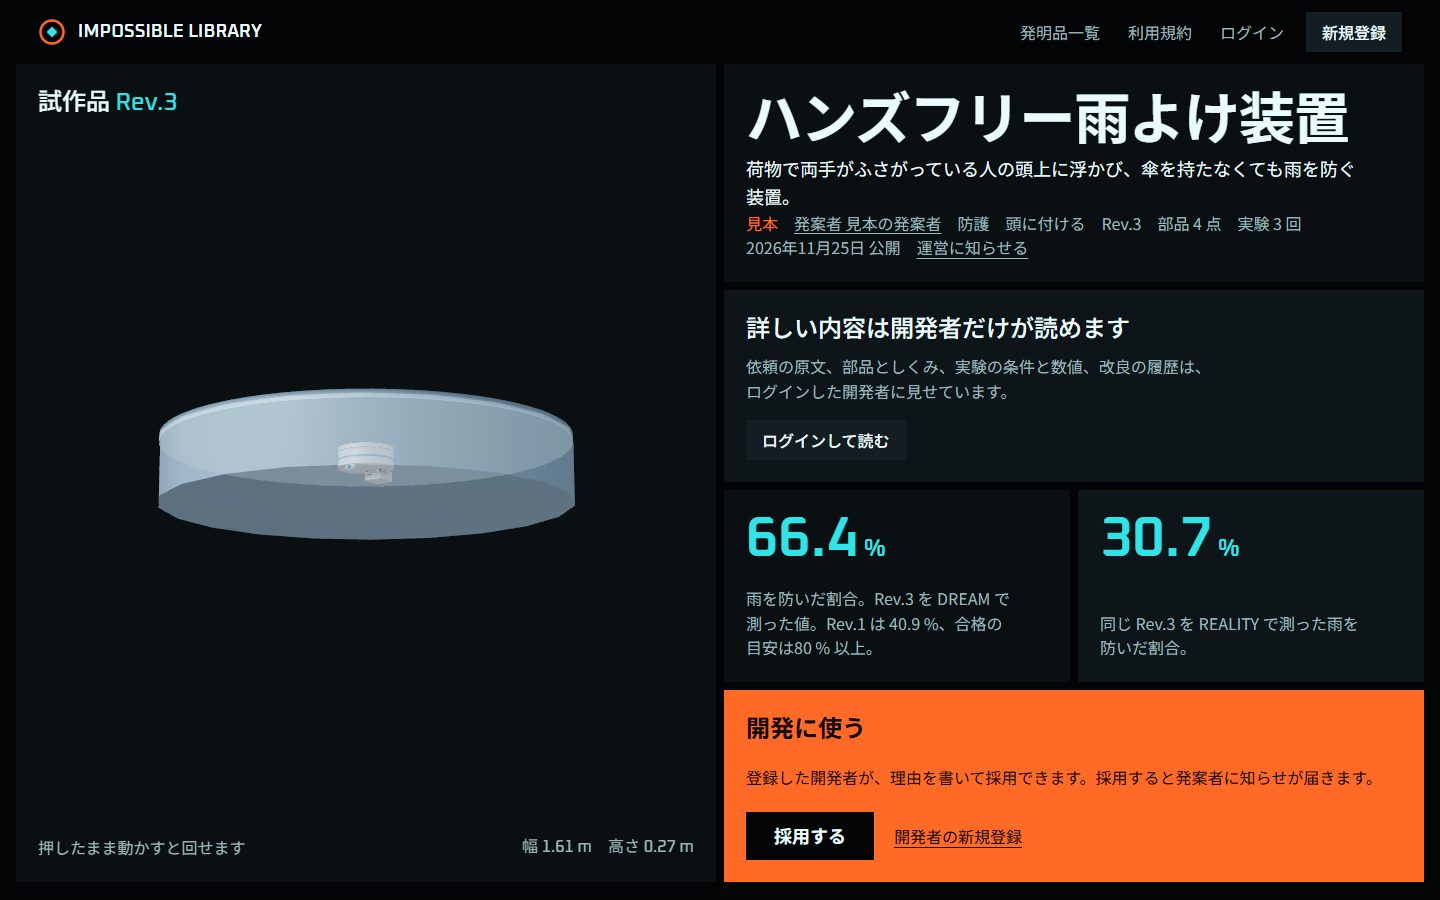 IMPOSSIBLE LIBRARY
発明品一覧 利用規約 ログイン 新規登録
試作品 Rev.3
押したまま動かすと回せます
幅 1.61 m 高さ 0.27 m
ハンズフリー雨よけ装置
荷物で両手がふさがっている人の頭上に浮かび、傘を持たなくても雨を防ぐ
装置。
見本 発案者 見本の発案者 防護 頭に付ける Rev.3 部品 4 点 実験 3 回
2026年11月25日 公開 運営に知らせる
詳しい内容は開発者だけが読めます
依頼の原文、部品としくみ、実験の条件と数値、改良の履歴は、
ログインした開発者に見せています。
ログインして読む
66.4 %
雨を防いだ割合。Rev.3 を DREAM で
測った値。Rev.1 は 40.9 %、合格の
目安は80 % 以上。
30.7 %
同じ Rev.3 を REALITY で測った雨を
防いだ割合。
開発に使う
登録した開発者が、理由を書いて採用できます。採用すると発案者に知らせが届きます。
採用する 開発者の新規登録